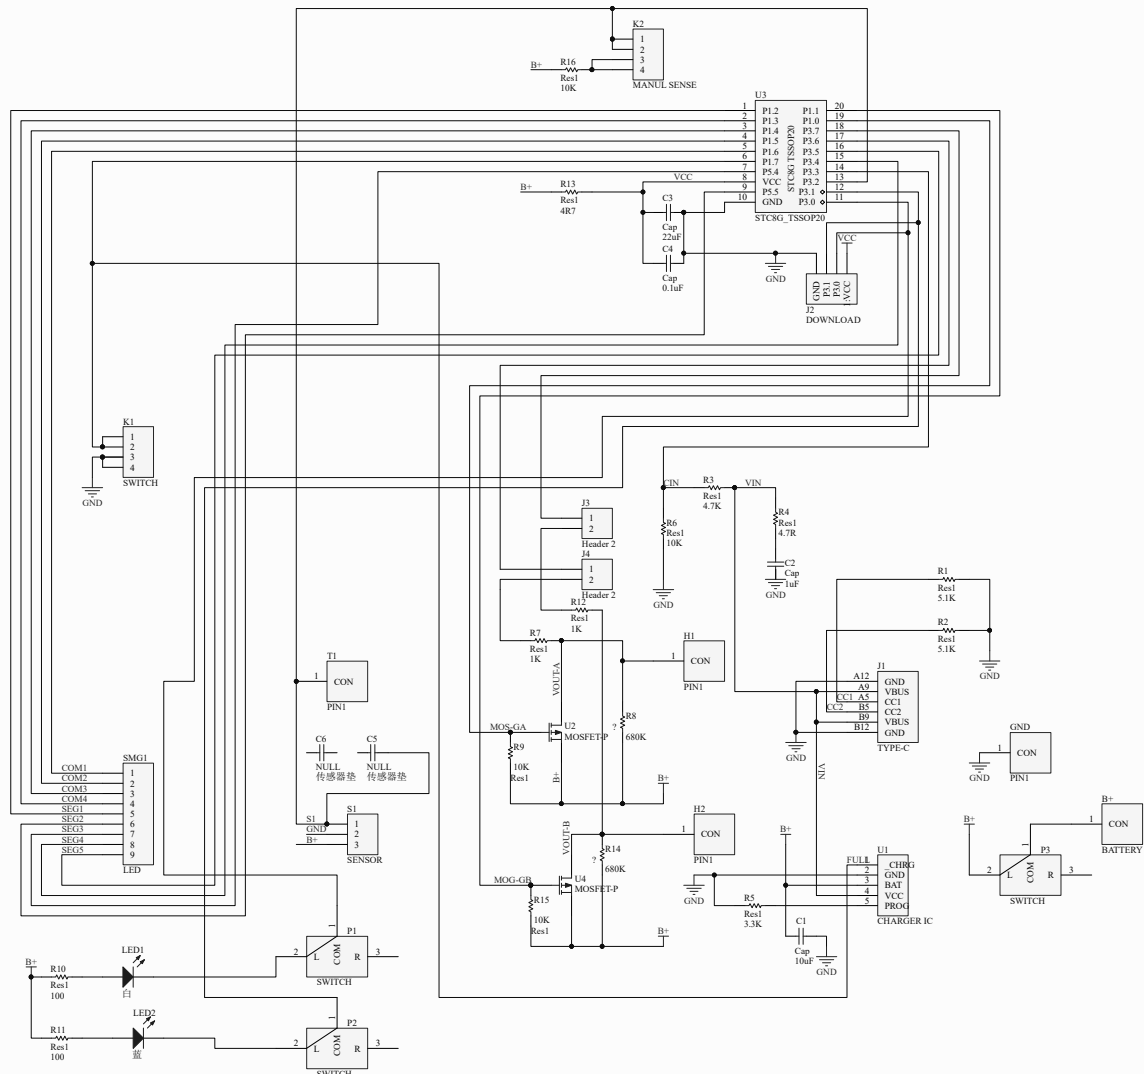 K2
1
2
3
4
MANUL SENSE
B+
R16
Res1
10K
U3
1
2
3
4
5
6
7
8
9
10
P1.2
P1.3
P1.4
P1.5
P1.6
P1.7
P5.4
VCC
P5.5
GND
STC8G TSSOP20
P1.1
P1.0
P3.7
P3.6
P3.5
P3.4
P3.3
P3.2
P3.1
P3.0
20
19
18
17
16
15
14
13
12
11
STC8G_TSSOP20
VCC
B+
R13
Res1
4R7
C3
Cap
22uF
C4
Cap
0.1uF
GND
VCC
GND
P3.1
P3.0
1:VCC
J2
DOWNLOAD
K1
1
2
3
4
SWITCH
GND
CIN
R3
Res1
4.7K
VIN
R4
Res1
4.7R
R6
Res1
10K
C2
Cap
1uF
GND
GND
J3
1
2
Header 2
J4
1
2
Header 2
R12
Res1
1K
R7
Res1
1K
R1
Res1
5.1K
R2
Res1
5.1K
GND
H1
1
CON
PIN1
T1
1
CON
PIN1
VOUT-A
J1
A12
A9
CC1 A5
CC2 B5
B9
B12
GND
VBUS
CC1
CC2
VBUS
GND
TYPE-C
GND
VIN
MOS-GA
U2
MOSFET-P
R8
?
680K
R9
10K
Res1
B+
B+
GND
1
CON
PIN1
GND
C6
NULL
传感器垫
C5
NULL
传感器垫
SMG1
COM1
COM2
COM3
COM4
SEG1
SEG2
SEG3
SEG4
SEG5
1
2
3
4
5
6
7
8
9
LED
S1
S1
GND
B+
1
2
3
SENSOR
H2
1
CON
PIN1
VOUT-B
MOG-GB
U4
MOSFET-P
R14
?
680K
R15
10K
Res1
B+
B+
U1
FULL
1
2
3
4
5
_CHRG
GND
BAT
VCC
PROG
CHARGER IC
GND
R5
Res1
3.3K
C1
Cap
10uF
GND
B+
B+
1
CON
BATTERY
P3
1
2
L
COM
R
3
SWITCH
B+
R10
Res1
100
LED1
白
P1
1
2
L
COM
R
3
SWITCH
R11
Res1
100
LED2
蓝
P2
1
2
L
COM
R
3
SWITCH